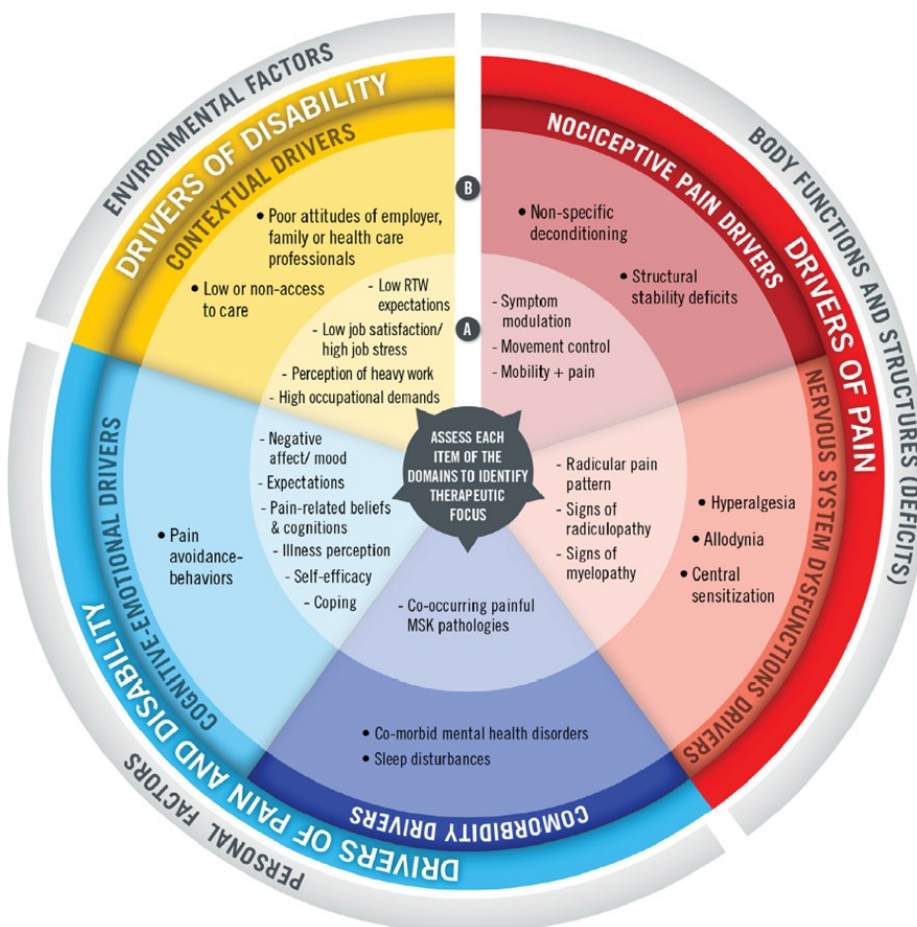 ENVIRONMENTAL FACTORS
DRIVERS OF DISABILITY
CONTEXTUAL DRIVERS
• Poor attitudes of employer,
family or health care
professionals
• Low or non-access
to care
- Low RTW
expectations
- Low job satisfaction/
high job stress
- Perception of heavy work
- High occupational demands
B
A
BODY FUNCTIONS AND STRUCTURES (DEFICITS)
DRIVERS OF PAIN
NOCICEPTIVE PAIN DRIVERS
• Non-specific
deconditioning
• Structural
stability deficits
- Symptom
modulation
- Movement control
- Mobility + pain
ASSESS EACH
ITEM OF THE
DOMAINS TO IDENTIFY
THERAPEUTIC
FOCUS
NERVOUS SYSTEM DYSFUNCTIONS DRIVERS
- Radicular pain
pattern
- Signs of
radiculopathy
- Signs of
myelopathy
• Hyperalgesia
• Allodynia
• Central
sensitization
PERSONAL FACTORS
DRIVERS OF PAIN AND DISABILITY
COGNITIVE-EMOTIONAL DRIVERS
- Negative
affect/ mood
- Expectations
- Pain-related beliefs
& cognitions
- Illness perception
- Self-efficacy
- Coping
• Pain
avoidance-
behaviors
- Co-occurring painful
MSK pathologies
• Co-morbid mental health disorders
• Sleep disturbances
COMORBIDITY DRIVERS